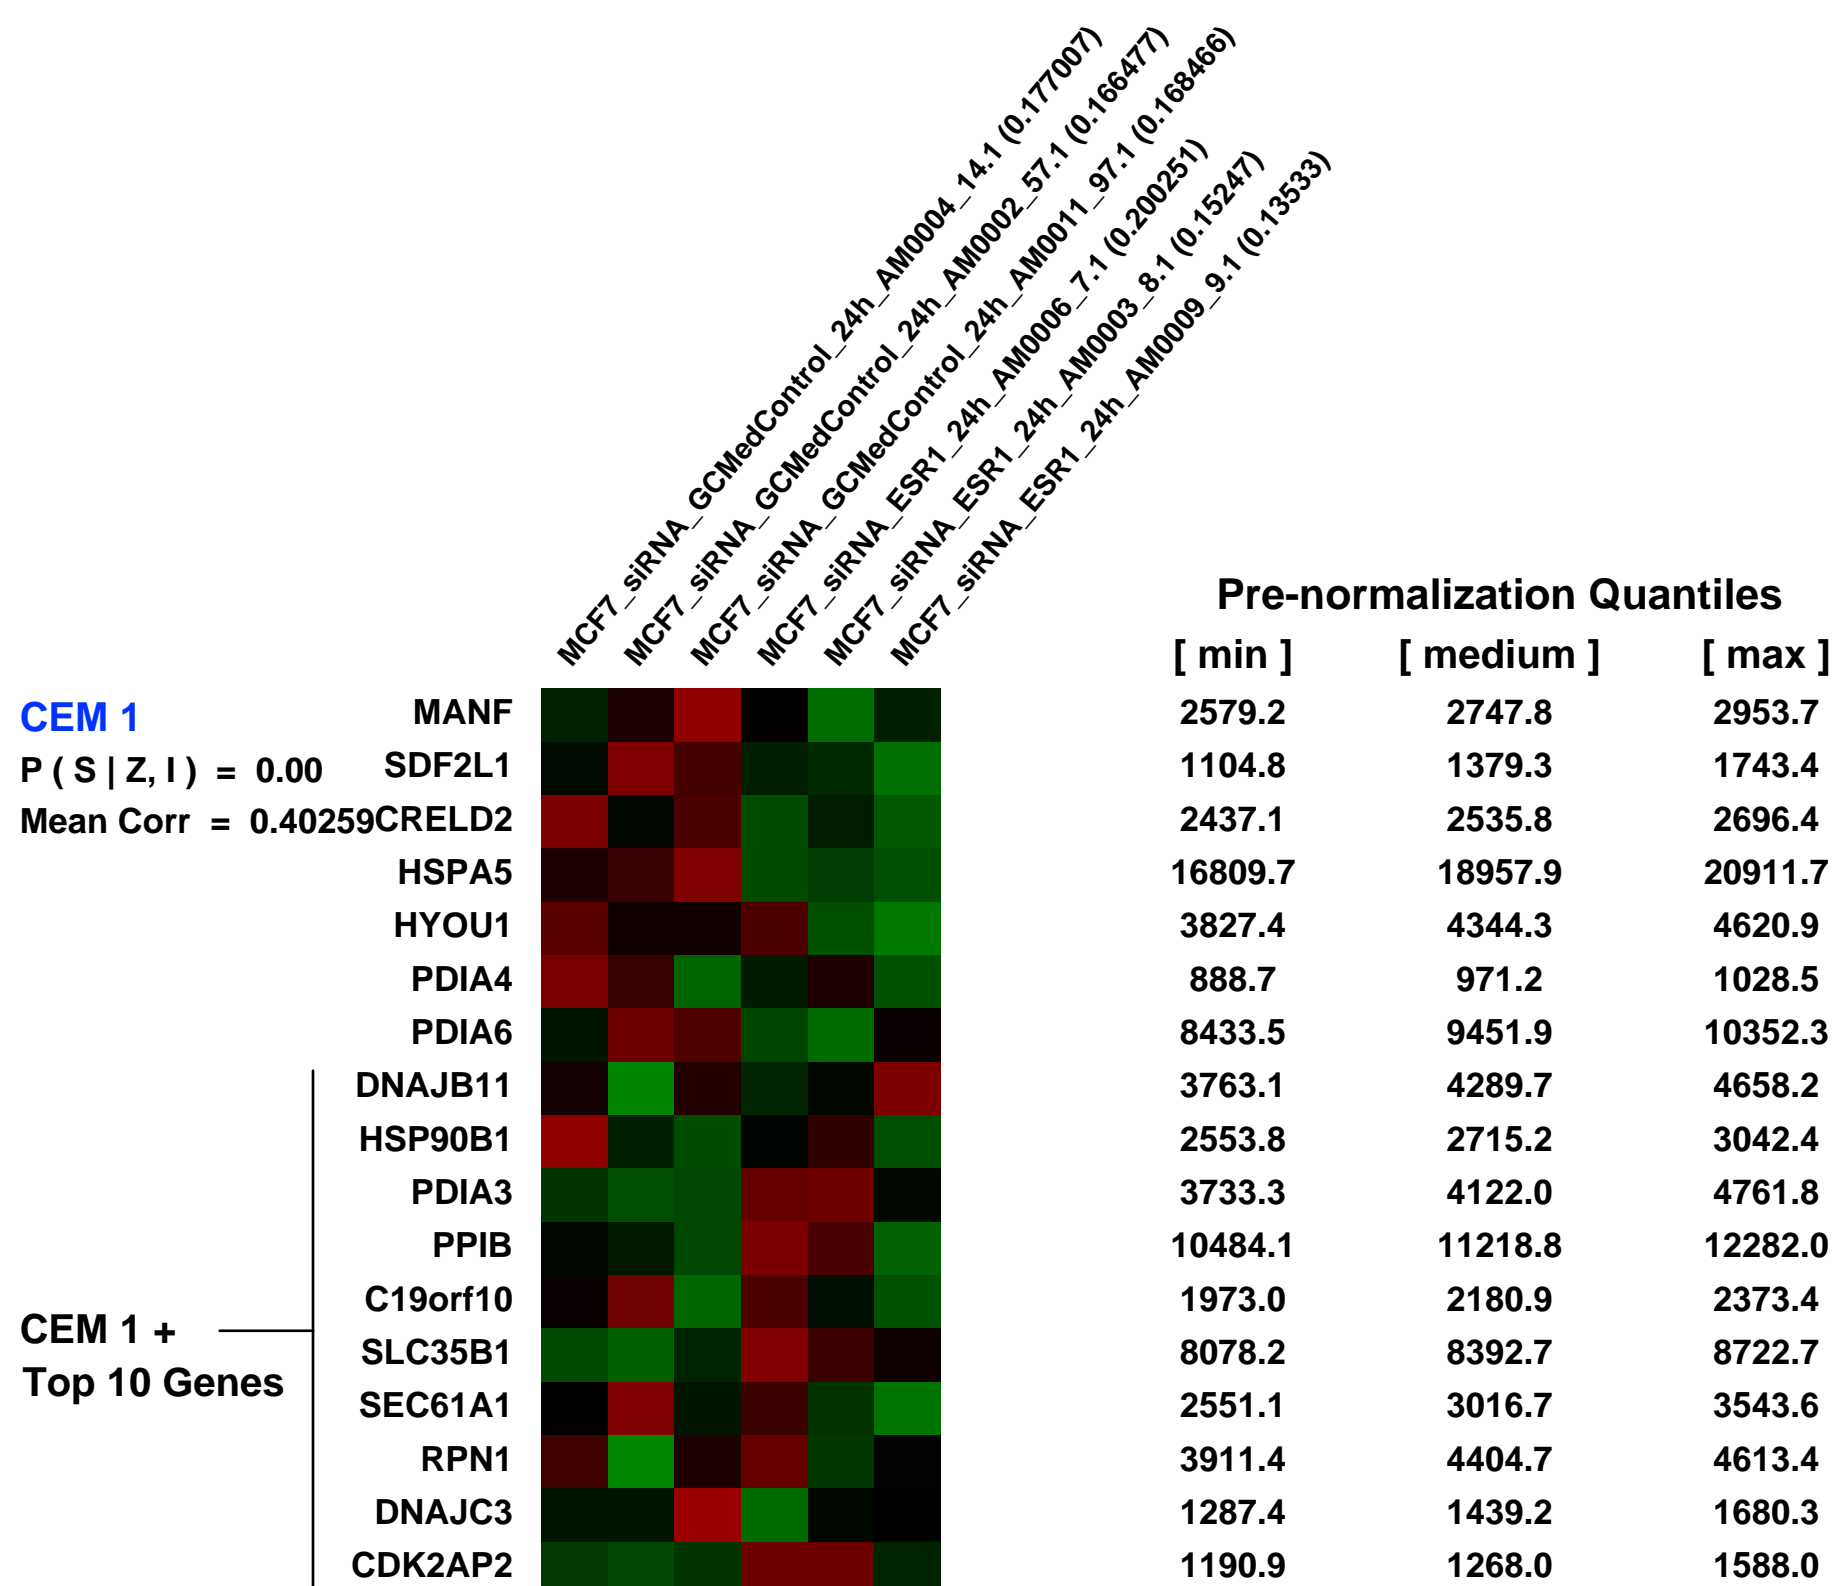 MCF7_siRNA_GCMedControl_24h_AM0004_14.1 (0.177007)
MCF7_siRNA_GCMedControl_24h_AM0002_57.1 (0.166477)
MCF7_siRNA_GCMedControl_24h_AM0011_97.1 (0.168466)
MCF7_siRNA_ESR1_24h_AM0006_7.1 (0.200251)
MCF7_siRNA_ESR1_24h_AM0003_8.1 (0.15247)
MCF7_siRNA_ESR1_24h_AM0009_9.1 (0.13533)
Pre-normalization Quantiles
[ min ] [ medium ] [ max ]
CEM 1
P ( S | Z, I ) = 0.00
Mean Corr = 0.40259
MANF 2579.2 2747.8 2953.7
SDF2L1 1104.8 1379.3 1743.4
CRELD2 2437.1 2535.8 2696.4
HSPA5 16809.7 18957.9 20911.7
HYOU1 3827.4 4344.3 4620.9
PDIA4 888.7 971.2 1028.5
PDIA6 8433.5 9451.9 10352.3
DNAJB11 3763.1 4289.7 4658.2
HSP90B1 2553.8 2715.2 3042.4
PDIA3 3733.3 4122.0 4761.8
PPIB 10484.1 11218.8 12282.0
C19orf10 1973.0 2180.9 2373.4
CEM 1 +
Top 10 Genes
SLC35B1 8078.2 8392.7 8722.7
SEC61A1 2551.1 3016.7 3543.6
RPN1 3911.4 4404.7 4613.4
DNAJC3 1287.4 1439.2 1680.3
CDK2AP2 1190.9 1268.0 1588.0